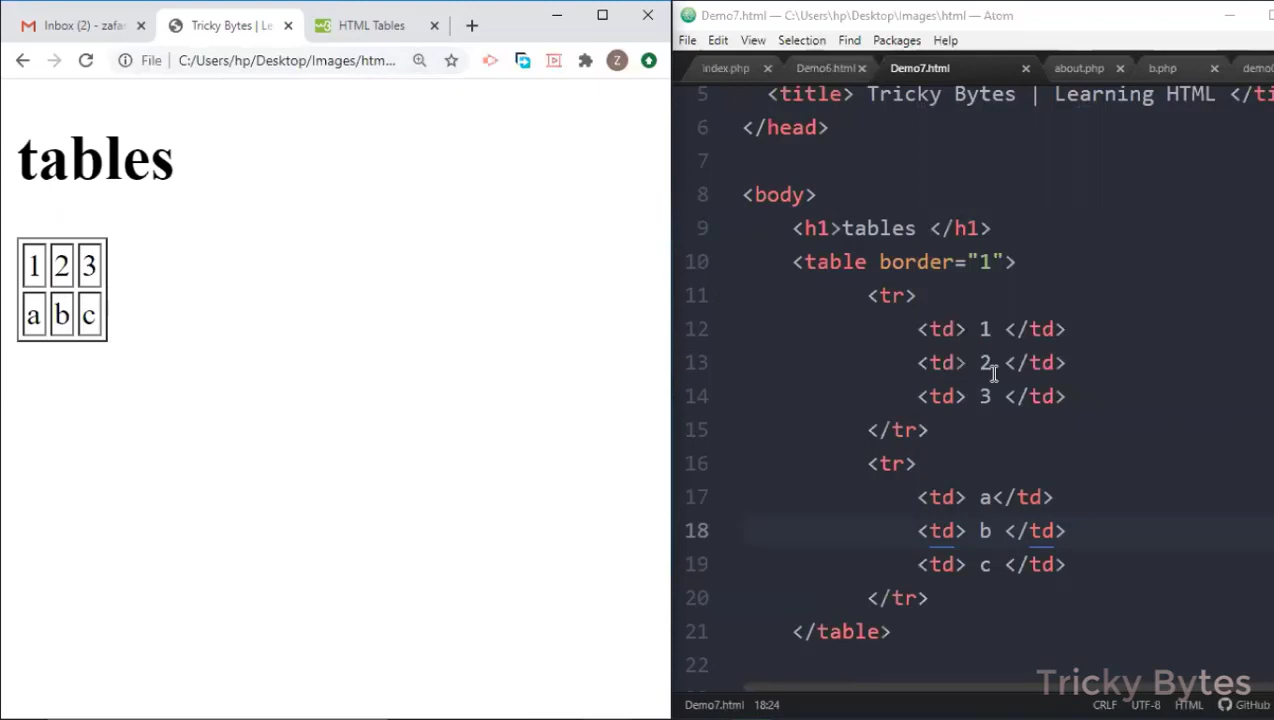 Inbox (2) - zafar
Tricky Bytes | Le
HTML Tables
File
C:/Users/hp/Desktop/Images/htm...
Z
tables
1 2 3
a b c
Demo7.html — C:\Users\hp\Desktop\Images\html — Atom
File Edit View Selection Find Packages Help
index.php
Demo6.html
Demo7.html
about.php
b.php
5 <title> Tricky Bytes | Learning HTML </ti
6 </head>
7
8 <body>
9 <h1>tables </h1>
10 <table border="1">
11 <tr>
12 <td> 1 </td>
13 <td> 2 </td>
14 <td> 3 </td>
15 </tr>
16 <tr>
17 <td> a</td>
18 <td> b </td>
19 <td> c </td>
20 </tr>
21 </table>
22
Tricky Bytes
Demo7.html 18:24
CRLF UTF-8 HTML GitHub